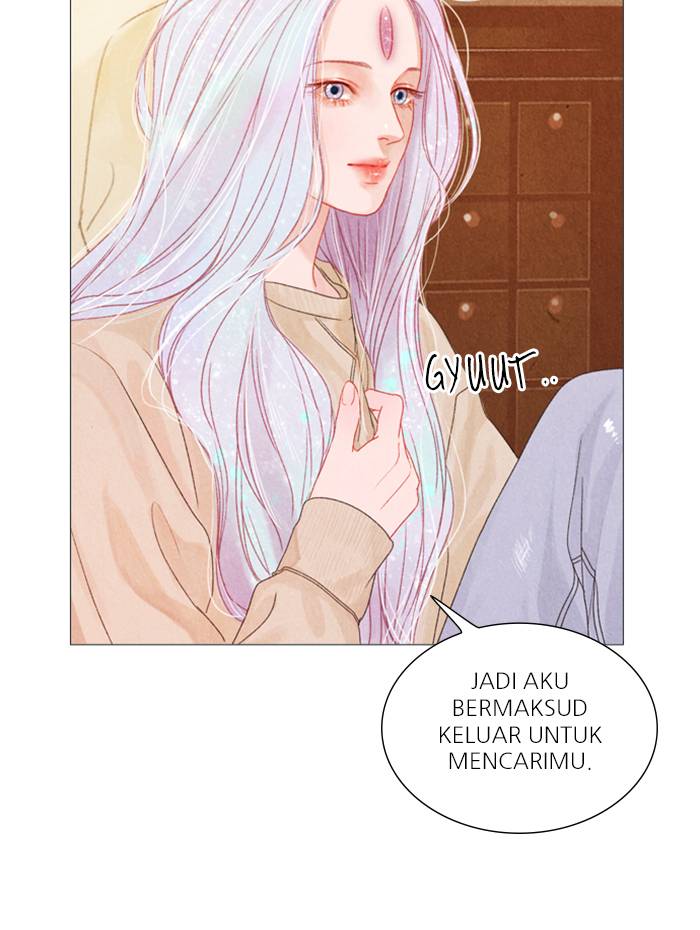 GYUUT..
JADI AKU
BERMAKSUD
KELUAR UNTUK
MENCARIMU.